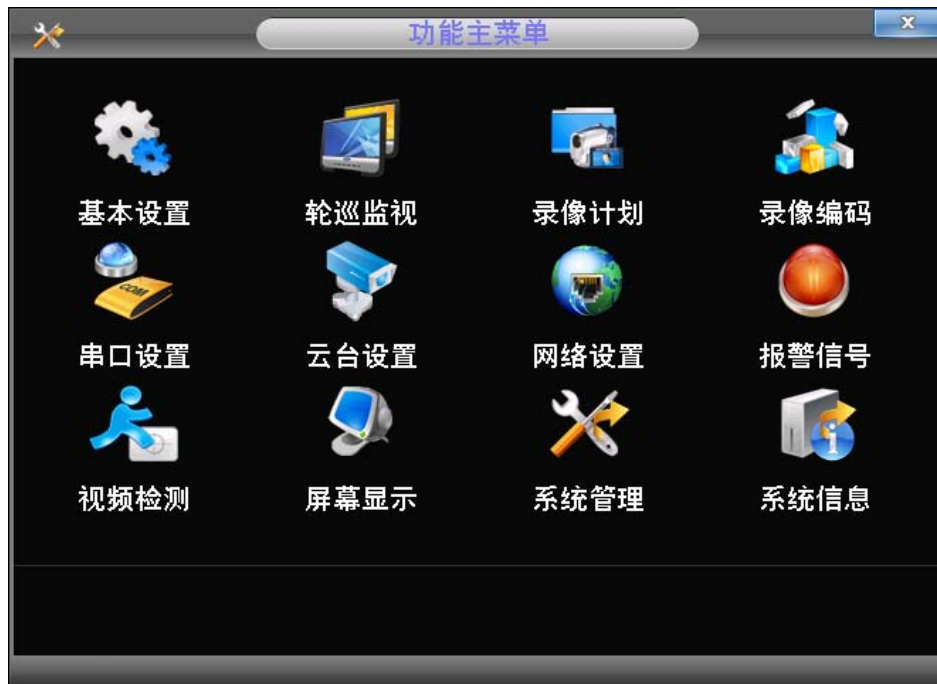 功能主菜单
X
基本设置 轮巡监视 录像计划 录像编码
COM
串口设置 云台设置 网络设置 报警信号
视频检测 屏幕显示 系统管理 系统信息